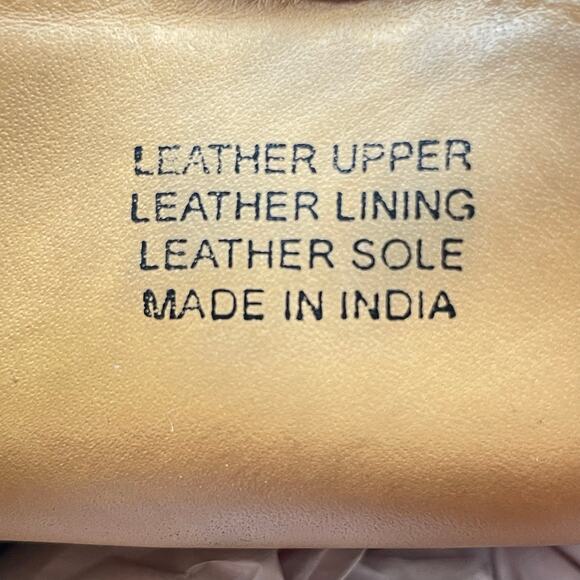 LEATHER UPPER
LEATHER LINING
LEATHER SOLE
MADE IN INDIA